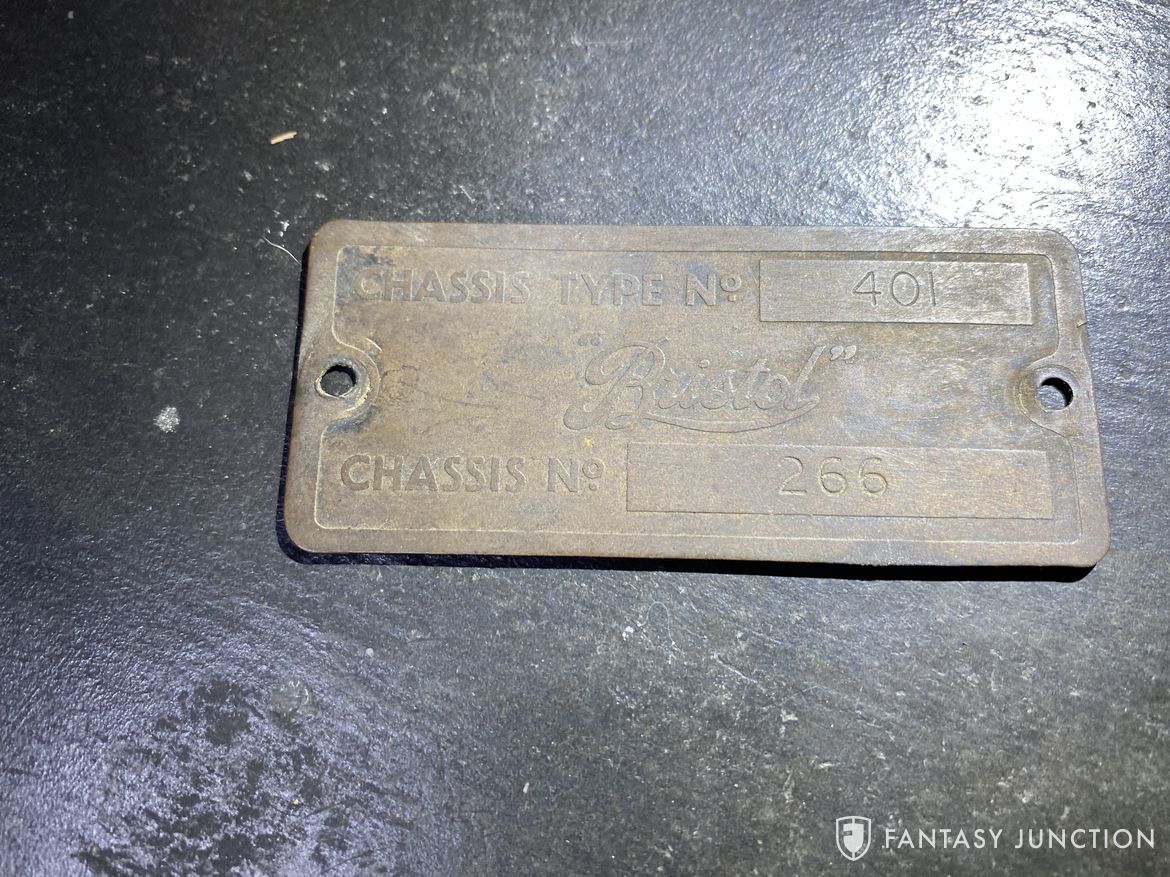 CHASSIS TYPE Nº 401
"Bristol"
CHASSIS Nº 266
FANTASY JUNCTION